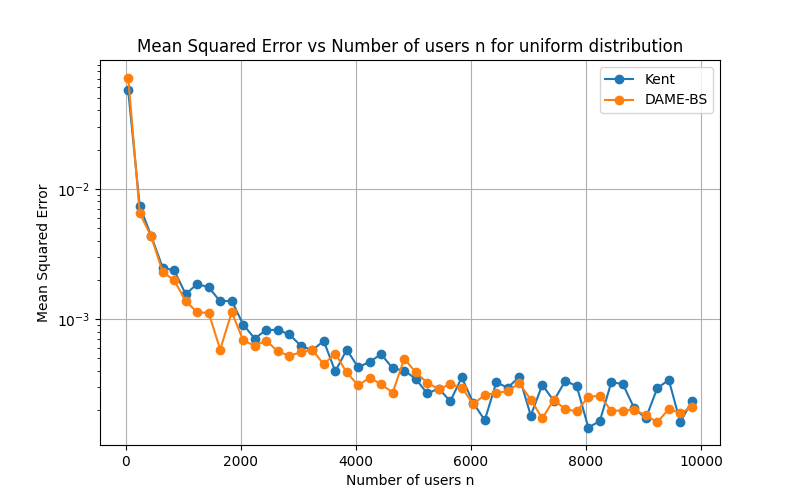 Mean Squared Error vs Number of users n for uniform distribution
Kent
DAME-BS
Mean Squared Error
10⁻²
10⁻³
0 2000 4000 6000 8000 10000
Number of users n